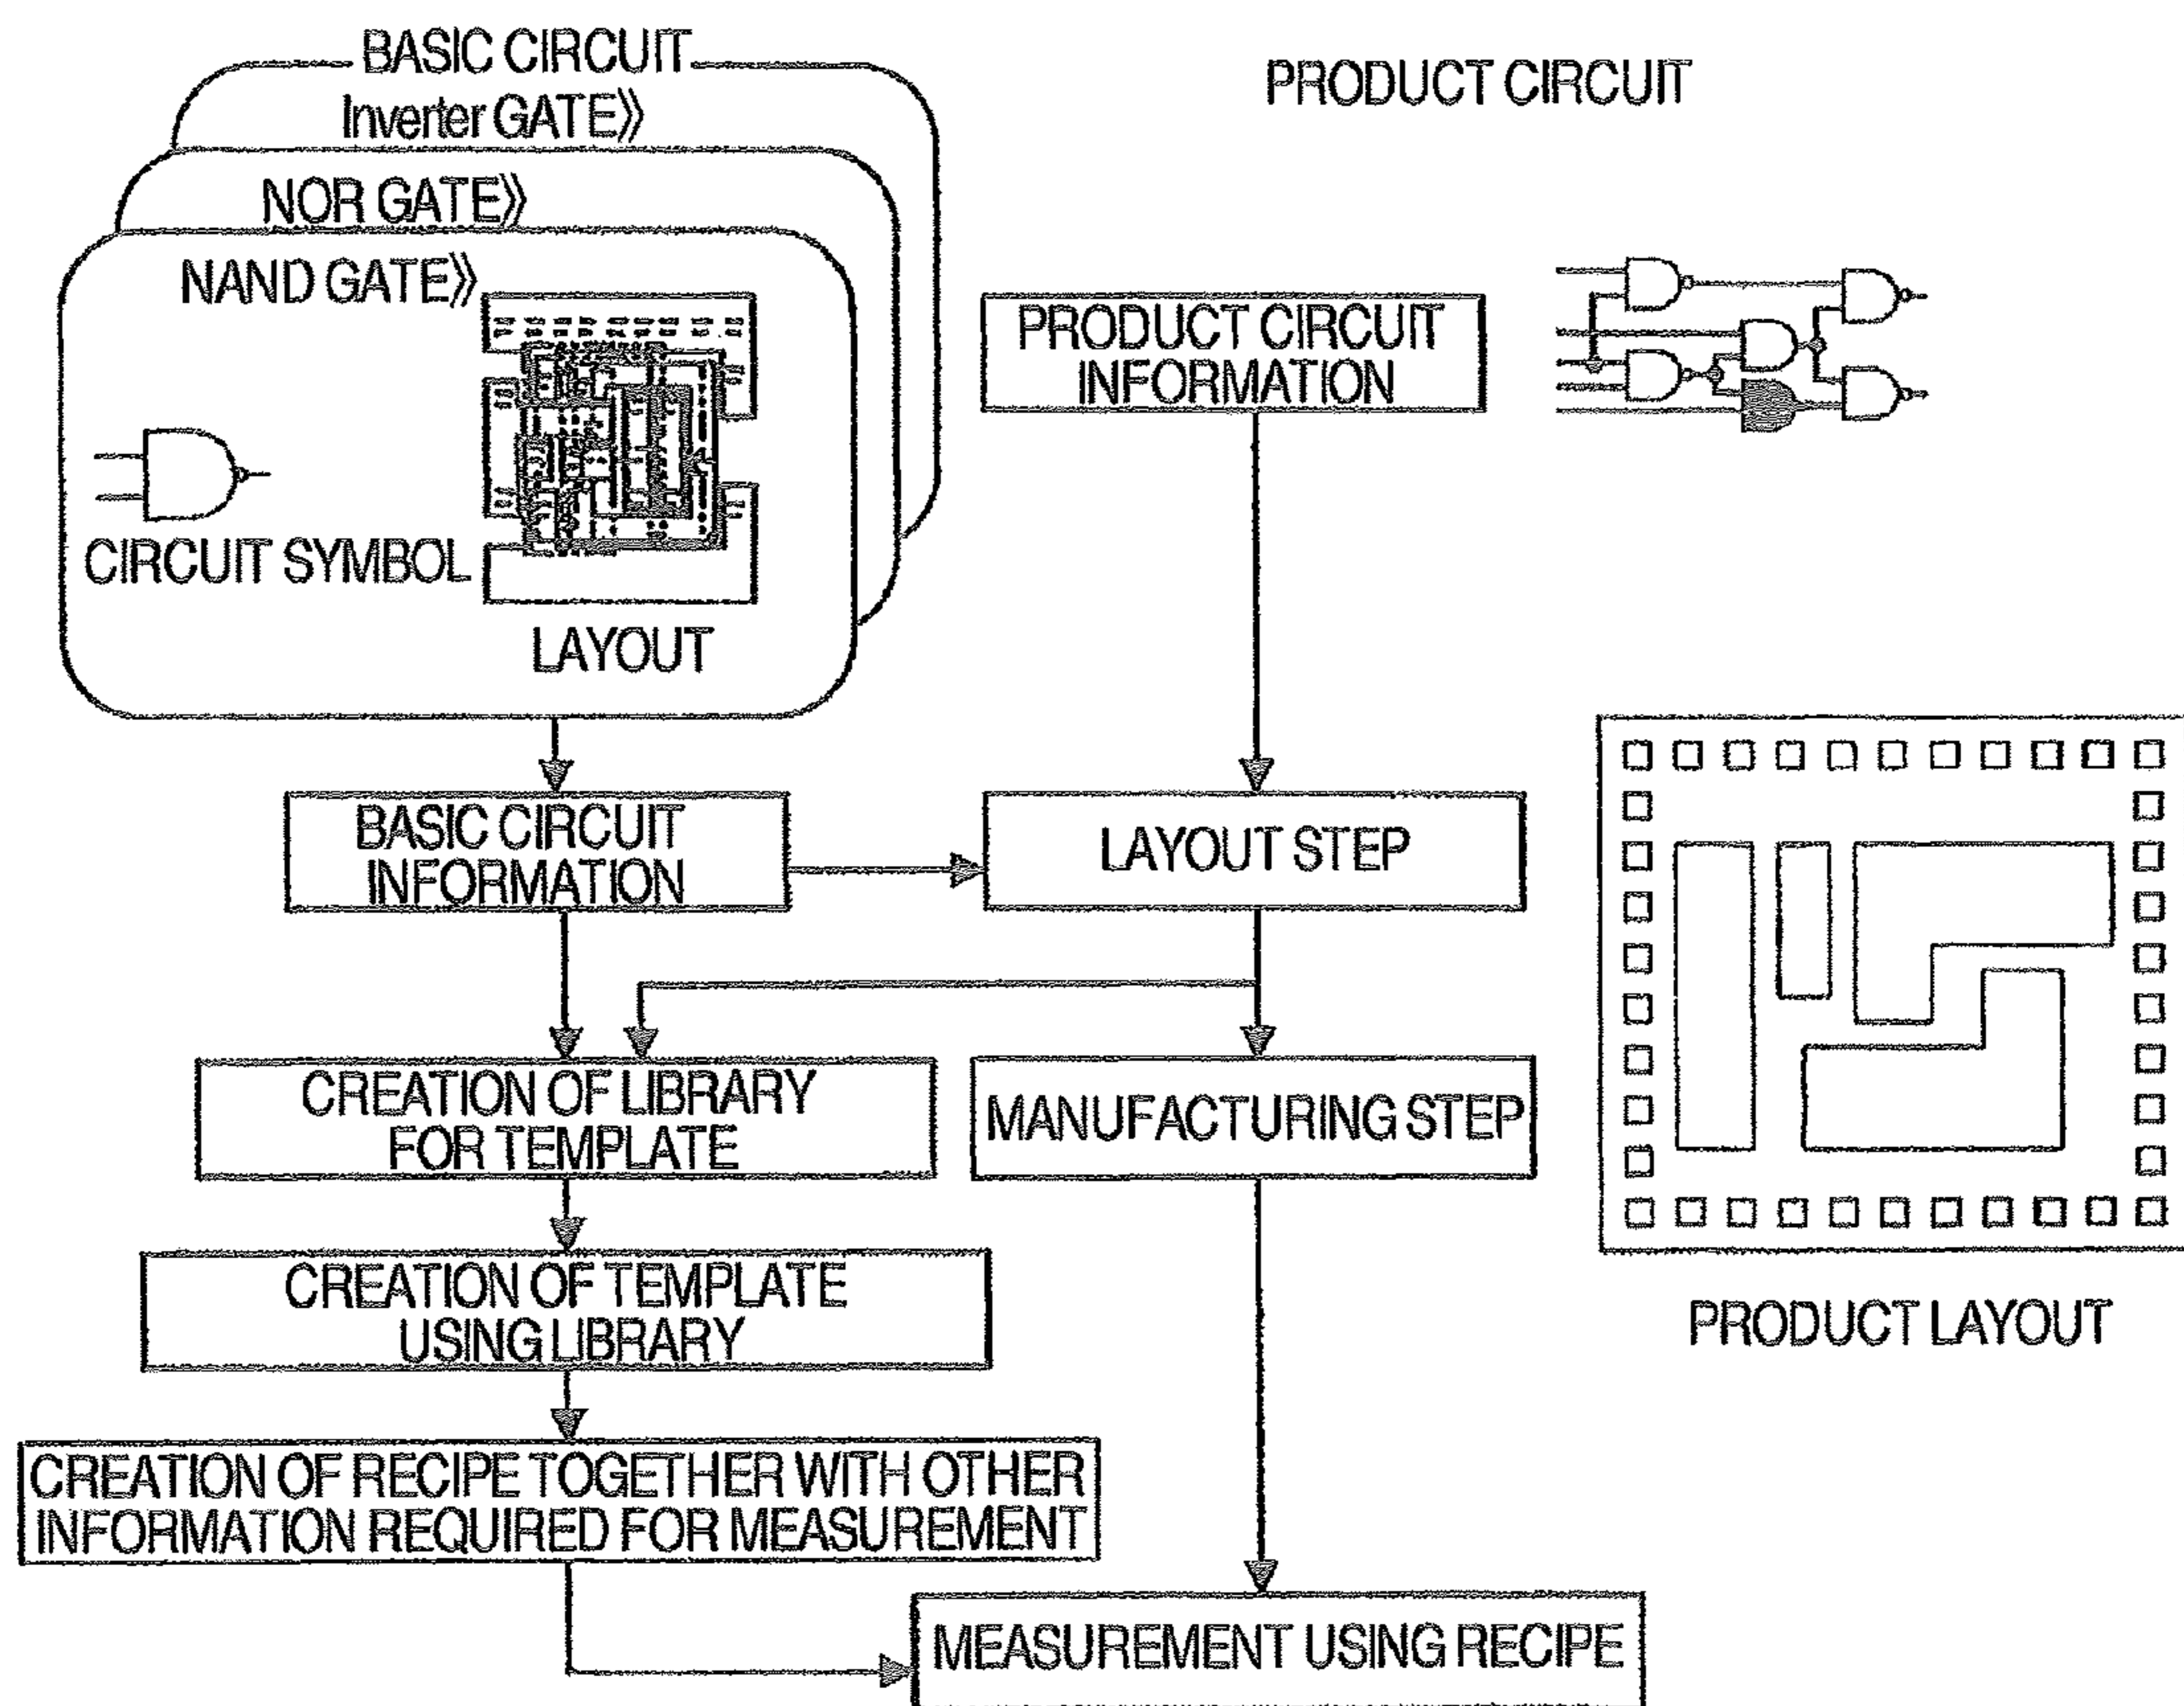 BASIC CIRCUIT
Inverter GATE》
NOR GATE》
NAND GATE》
CIRCUIT SYMBOL
LAYOUT
PRODUCT CIRCUIT
PRODUCT CIRCUIT
INFORMATION
BASIC CIRCUIT
INFORMATION
LAYOUT STEP
CREATION OF LIBRARY
FOR TEMPLATE
MANUFACTURING STEP
CREATION OF TEMPLATE
USING LIBRARY
PRODUCT LAYOUT
CREATION OF RECIPE TOGETHER WITH OTHER
INFORMATION REQUIRED FOR MEASUREMENT
MEASUREMENT USING RECIPE